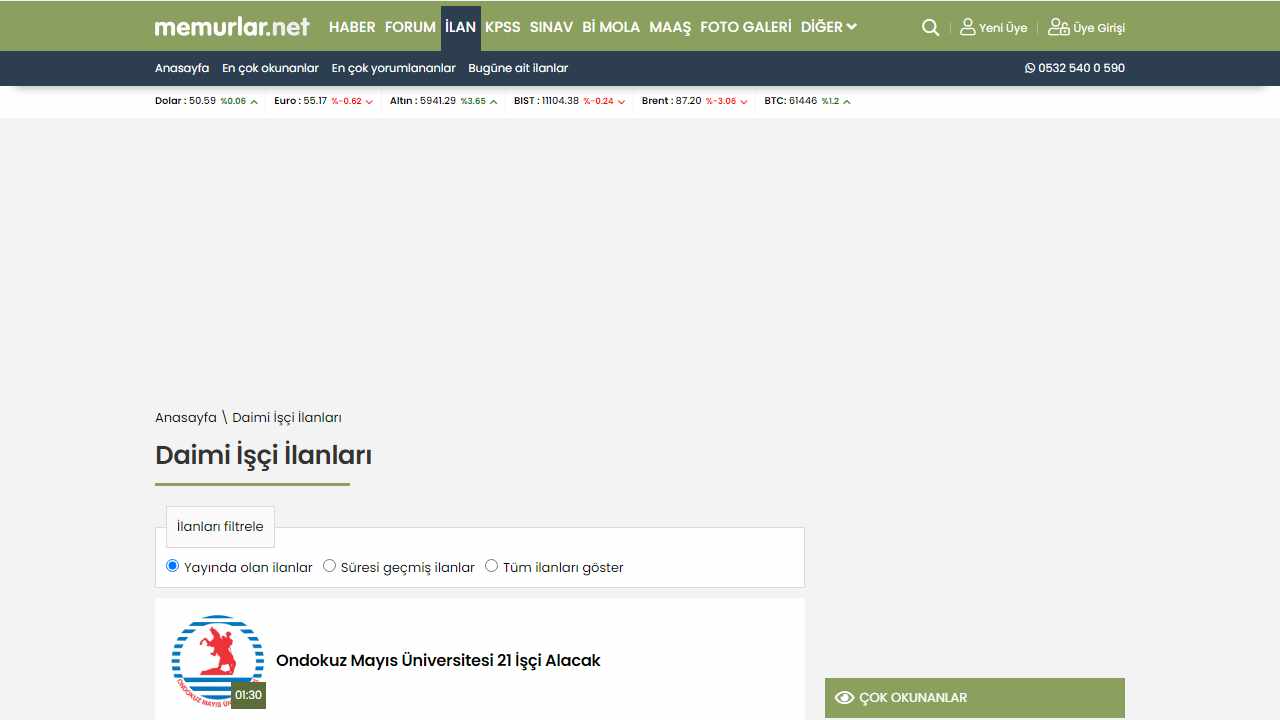 memurlar.net HABER FORUM İLAN KPSS SINAV Bİ MOLA MAAŞ FOTO GALERİ DİĞER Yeni Üye Üye Girişi
Anasayfa En çok okunanlar En çok yorumlananlar Bugüne ait ilanlar 0532 540 0 590
Dolar : 50.59 %0.06 Euro : 55.17 %-0.62 Altın : 5941.29 %3.65 BIST : 11104.38 %-0.24 Brent : 87.20 %-3.08 BTC: 61446 %1.2
Anasayfa \ Daimi İşçi İlanları
Daimi İşçi İlanları
İlanları filtrele
Yayında olan ilanlar Süresi geçmiş ilanlar Tüm ilanları göster
Ondokuz Mayıs Üniversitesi 21 İşçi Alacak
01:30
ÇOK OKUNANLAR